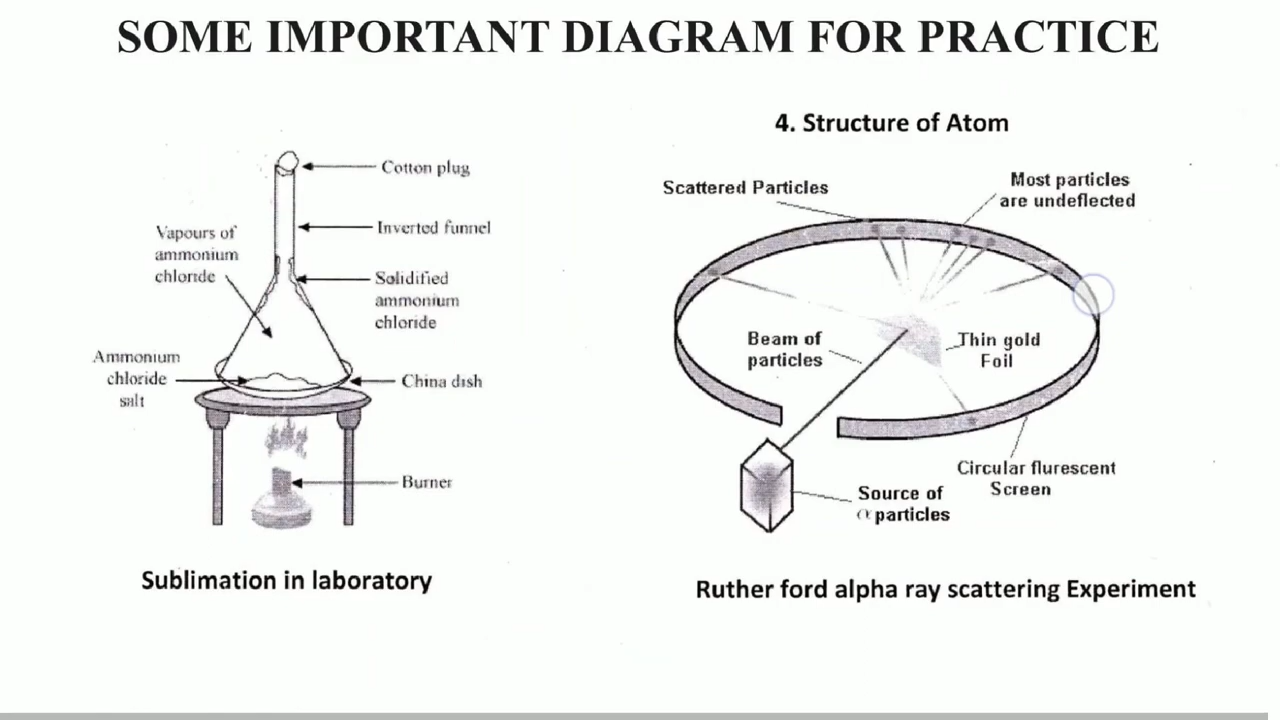 SOME IMPORTANT DIAGRAM FOR PRACTICE
Cotton plug
Inverted funnel
Vapours of
ammonium
chloride
Solidified
ammonium
chloride
Ammonium
chloride
salt
China dish
Burner
Sublimation in laboratory
4. Structure of Atom
Scattered Particles
Most particles
are undeflected
Beam of
particles
Thin gold
Foil
Circular flurescent
Screen
Source of
α particles
Ruther ford alpha ray scattering Experiment